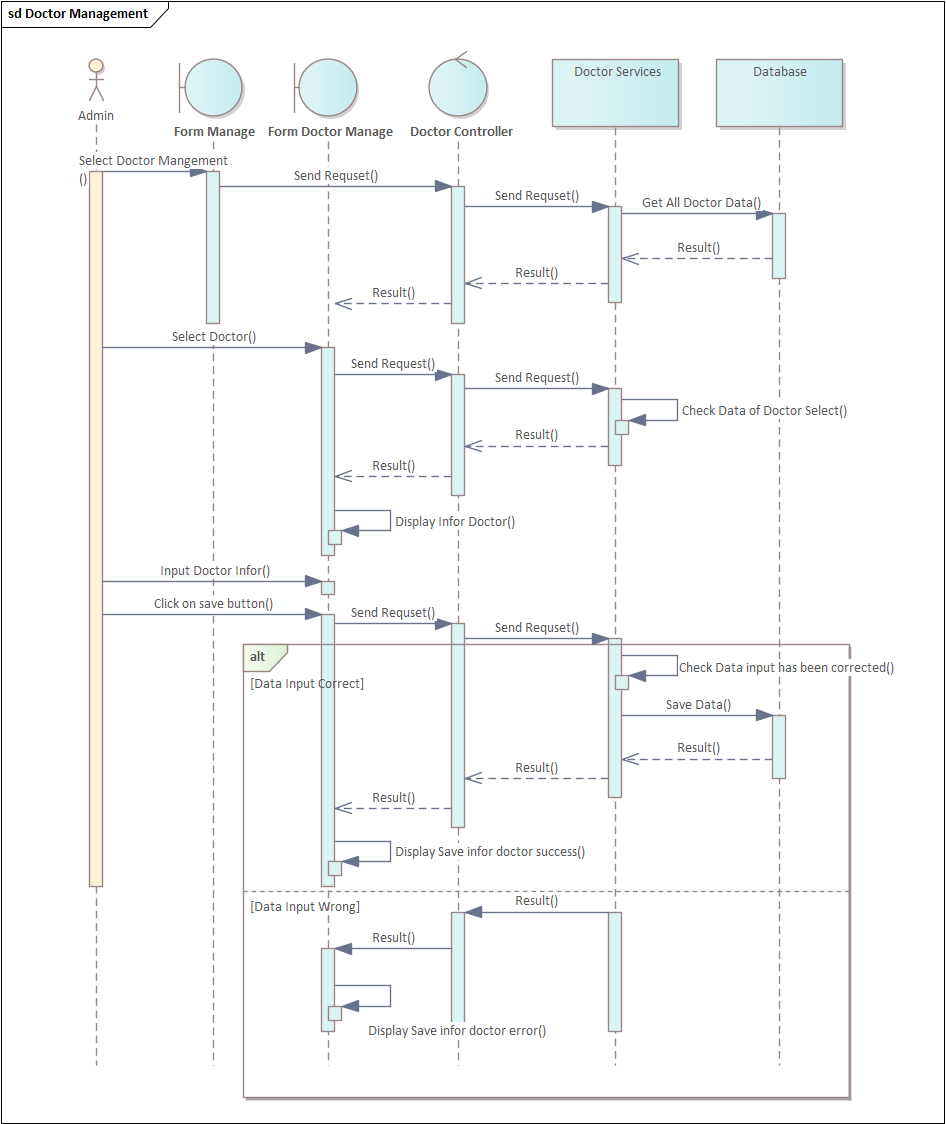 sd Doctor Management
Admin
Form Manage
Form Doctor Manage
Doctor Controller
Doctor Services
Database
Select Doctor Mangement
()
Send Requset()
Send Requset()
Get All Doctor Data()
Result()
Result()
Result()
Select Doctor()
Send Request()
Send Request()
Check Data of Doctor Select()
Result()
Result()
Display Infor Doctor()
Input Doctor Infor()
Click on save button()
Send Requset()
Send Requset()
alt
[Data Input Correct]
Check Data input has been corrected()
Save Data()
Result()
Result()
Result()
Display Save infor doctor success()
[Data Input Wrong]
Result()
Result()
Display Save infor doctor error()